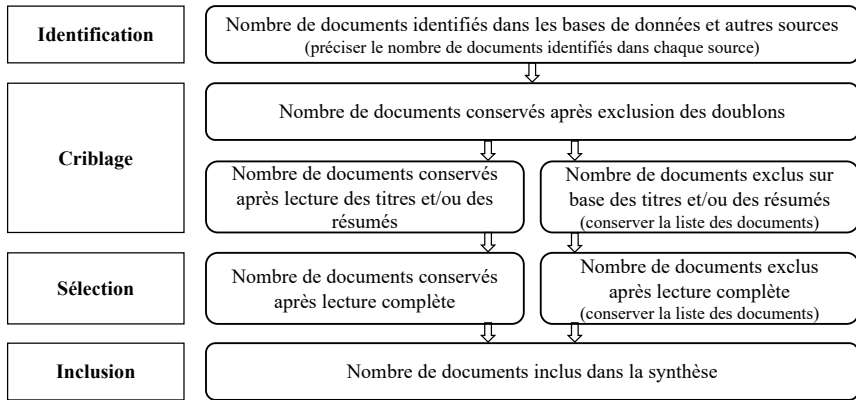 Identification
Nombre de documents identifiés dans les bases de données et autres sources
(préciser le nombre de documents identifiés dans chaque source)
Criblage
Nombre de documents conservés après exclusion des doublons
Nombre de documents conservés
après lecture des titres et/ou des
résumés
Nombre de documents exclus sur
base des titres et/ou des résumés
(conserver la liste des documents)
Sélection
Nombre de documents conservés
après lecture complète
Nombre de documents exclus
après lecture complète
(conserver la liste des documents)
Inclusion
Nombre de documents inclus dans la synthèse